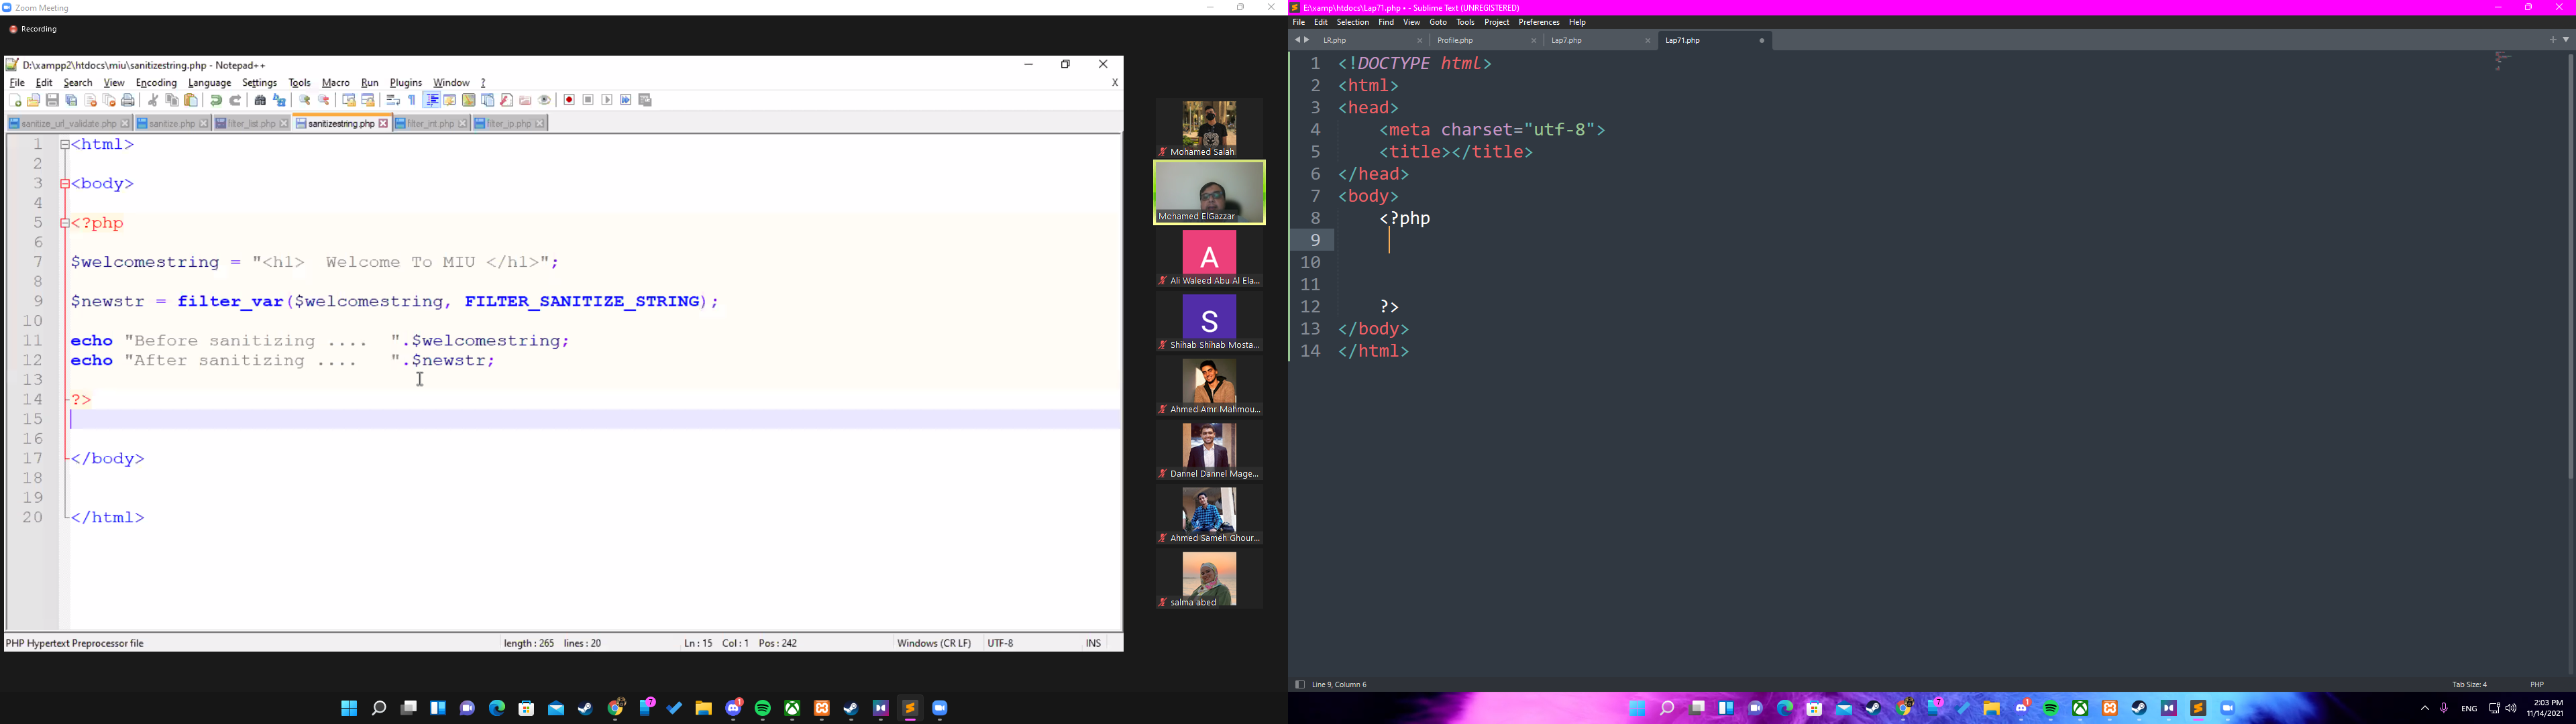 Zoom Meeting
Recording
D:\xampp2\htdocs\miu\sanitizestring.php - Notepad++
File Edit Search View Encoding Language Settings Tools Macro Run Plugins Window ? X
sanitize_url_validate.php sanitize.php filter_list.php sanitizestring.php filter_int.php filter_ip.php
1 <html>
2
3 <body>
4
5 <?php
6
7 $welcomestring = "<h1>  Welcome To MIU </h1>";
8
9 $newstr = filter_var($welcomestring, FILTER_SANITIZE_STRING);
10
11 echo "Before sanitizing ....  ".$welcomestring;
12 echo "After sanitizing ....   ".$newstr;
13
14 ?>
15
16
17 </body>
18
19
20 </html>
PHP Hypertext Preprocessor file length : 265 lines : 20 Ln : 15 Col : 1 Pos : 242 Windows (CR LF) UTF-8 INS
Mohamed Salah
Mohamed ElGazzar
A
Ali Waleed Abu Al Ela...
S
Shihab Shihab Mosta...
Ahmed Amr Mahmou...
Dannel Dannel Mage...
Ahmed Sameh Ghour...
salma abed
E:\xamp\htdocs\Lap71.php • - Sublime Text (UNREGISTERED)
File Edit Selection Find View Goto Tools Project Preferences Help
LR.php Profile.php Lap7.php Lap71.php
1 <!DOCTYPE html>
2 <html>
3 <head>
4 <meta charset="utf-8">
5 <title></title>
6 </head>
7 <body>
8 <?php
9
10
11
12 ?>
13 </body>
14 </html>
Line 9, Column 6 Tab Size: 4 PHP
7 1
7 1
ENG 2:03 PM
11/14/2021